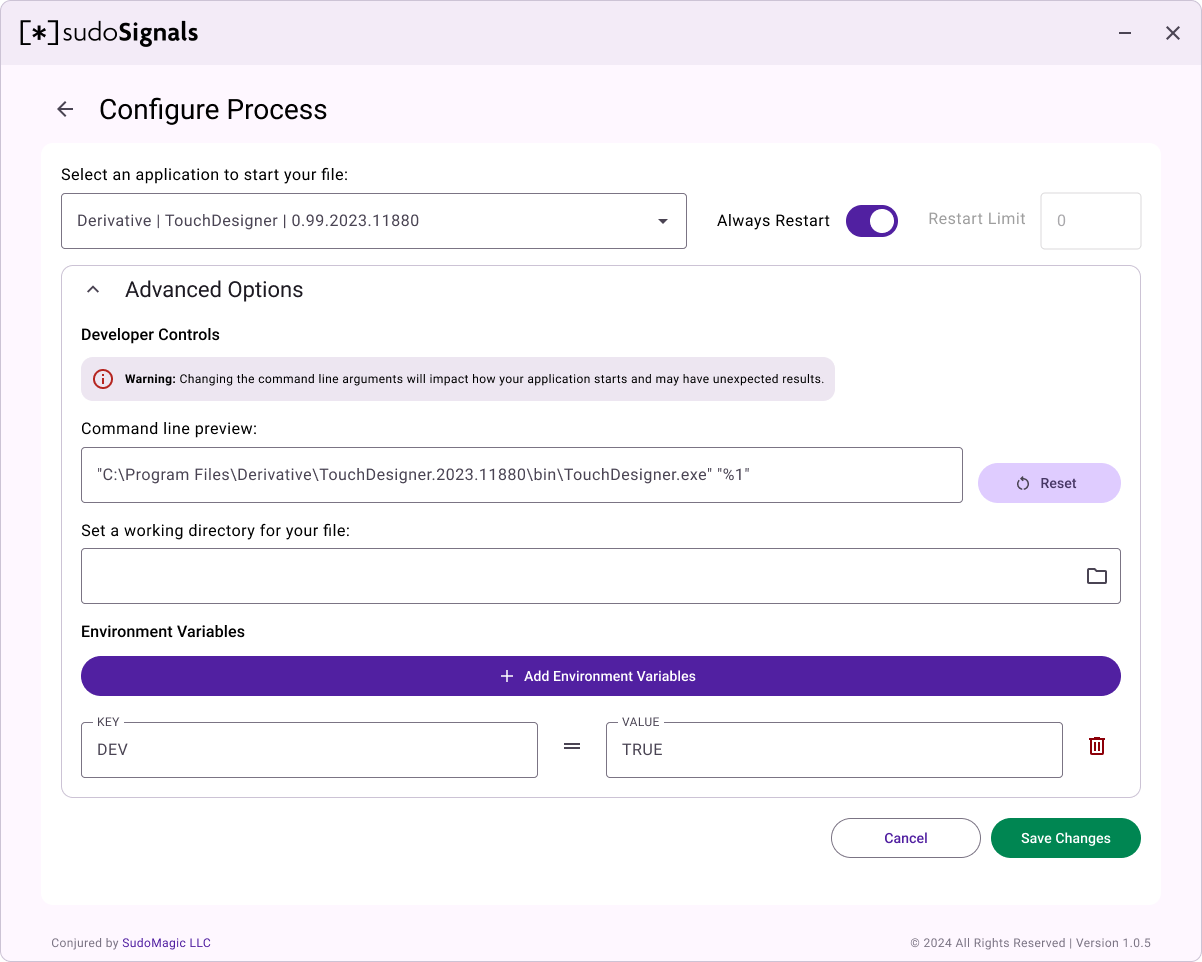 [*]sudoSignals
Configure Process
Select an application to start your file:
Derivative | TouchDesigner | 0.99.2023.11880
Always Restart
Restart Limit
0
Advanced Options
Developer Controls
Warning: Changing the command line arguments will impact how your application starts and may have unexpected results.
Command line preview:
"C:\Program Files\Derivative\TouchDesigner.2023.11880\bin\TouchDesigner.exe" "%1"
Reset
Set a working directory for your file:
Environment Variables
+ Add Environment Variables
KEY
DEV
=
VALUE
TRUE
Cancel
Save Changes
Conjured by SudoMagic LLC
© 2024 All Rights Reserved | Version 1.0.5